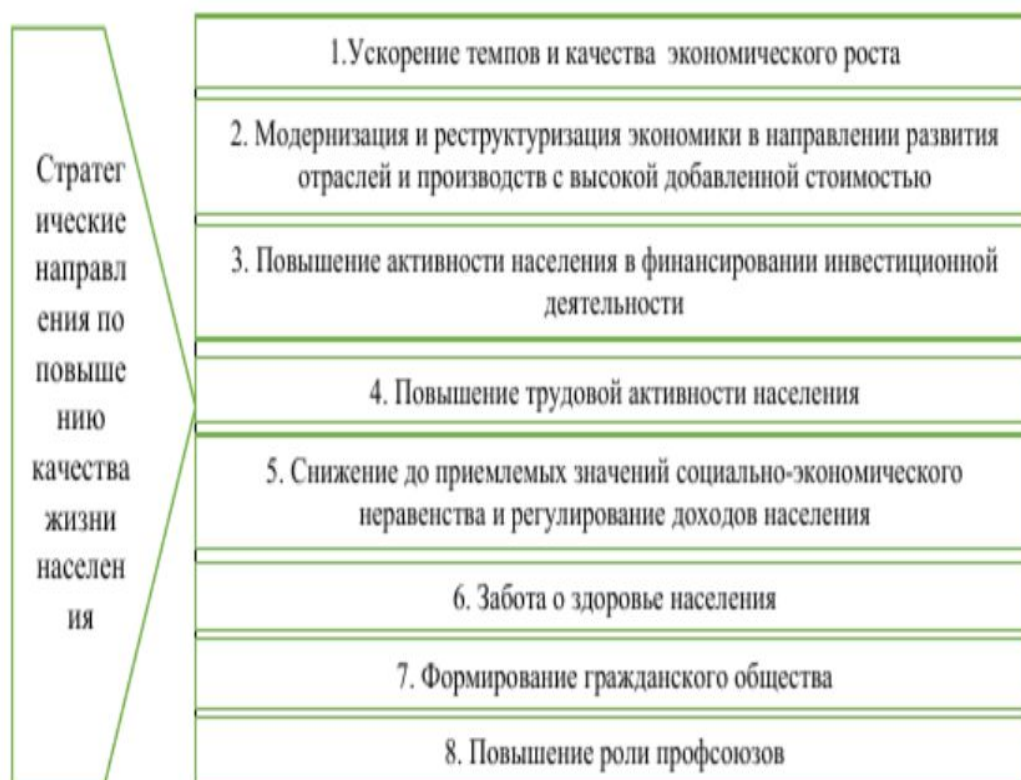 Стратег
ические
направл
ения по
повыше
нию
качества
жизни
населен
ия
1.Ускорение темпов и качества экономического роста
2. Модернизация и реструктуризация экономики в направлении развития
отраслей и производств с высокой добавленной стоимостью
3. Повышение активности населения в финансировании инвестиционной
деятельности
4. Повышение трудовой активности населения
5. Снижение до приемлемых значений социально-экономического
неравенства и регулирование доходов населения
6. Забота о здоровье населения
7. Формирование гражданского общества
8. Повышение роли профсоюзов